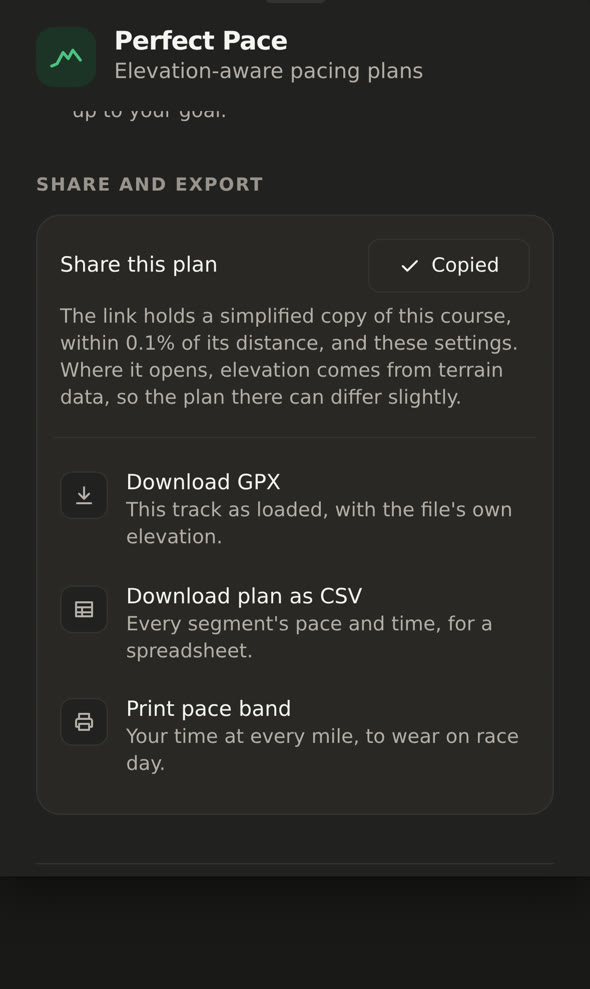 Perfect Pace
Elevation-aware pacing plans
up to your goal.
SHARE AND EXPORT
Share this plan
Copied
The link holds a simplified copy of this course,
within 0.1% of its distance, and these settings.
Where it opens, elevation comes from terrain
data, so the plan there can differ slightly.
Download GPX
This track as loaded, with the file's own
elevation.
Download plan as CSV
Every segment's pace and time, for a
spreadsheet.
Print pace band
Your time at every mile, to wear on race
day.